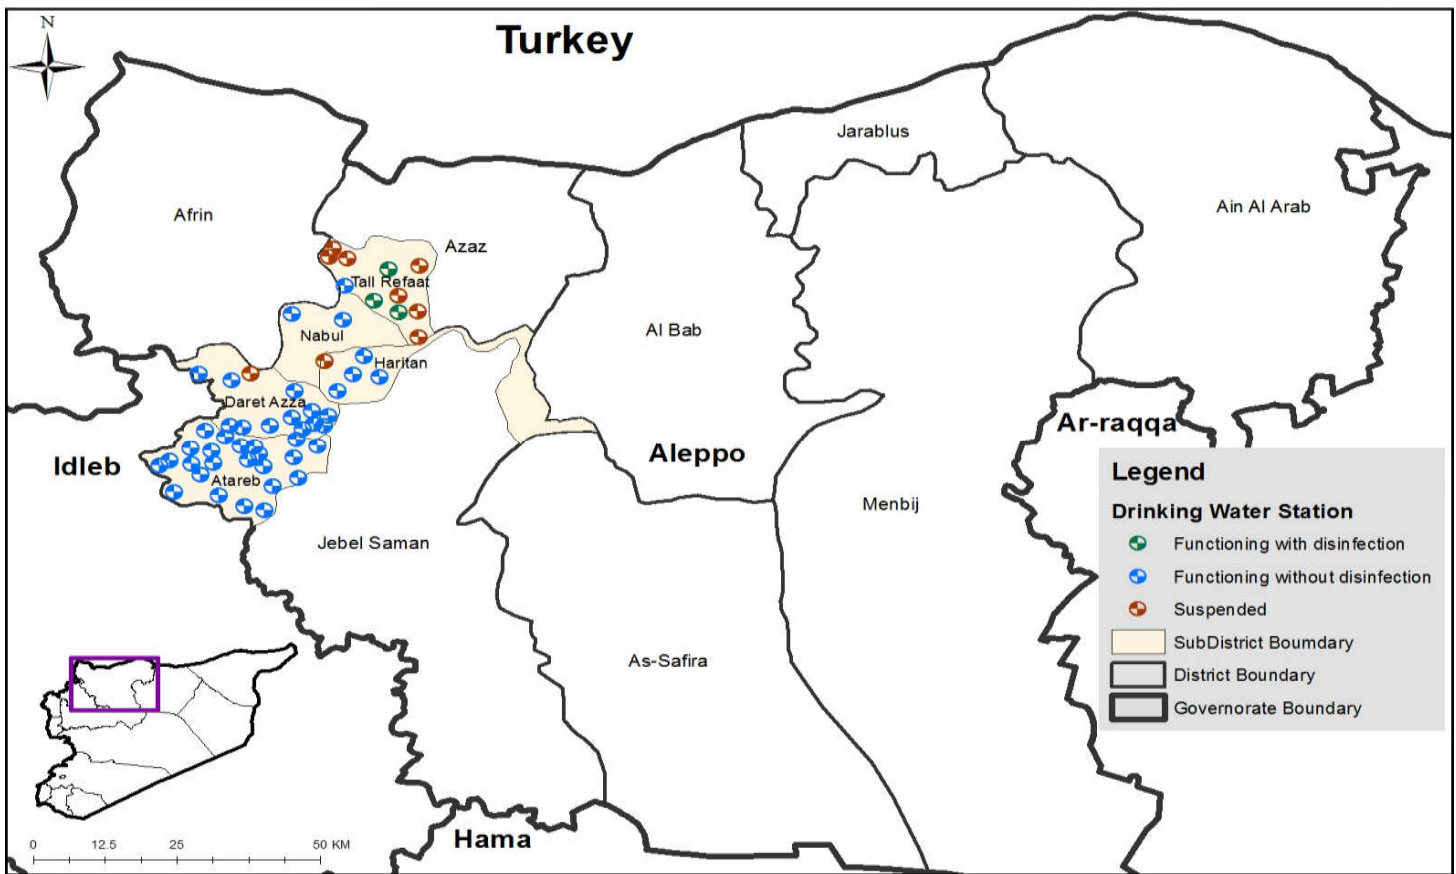 N
Turkey
Jarablus
Afrin
Ain Al Arab
Azaz
Tall Refaat
Al Bab
Nabul
Haritan
Daret Azza
Ar-raqqa
Aleppo
Idleb
Atareb
Menbij
Jebel Saman
As-Safira
Hama
Legend
Drinking Water Station
Functioning with disinfection
Functioning without disinfection
Suspended
SubDistrict Boumdary
District Boundary
Governorate Boundary
0 12.5 25 50 KM